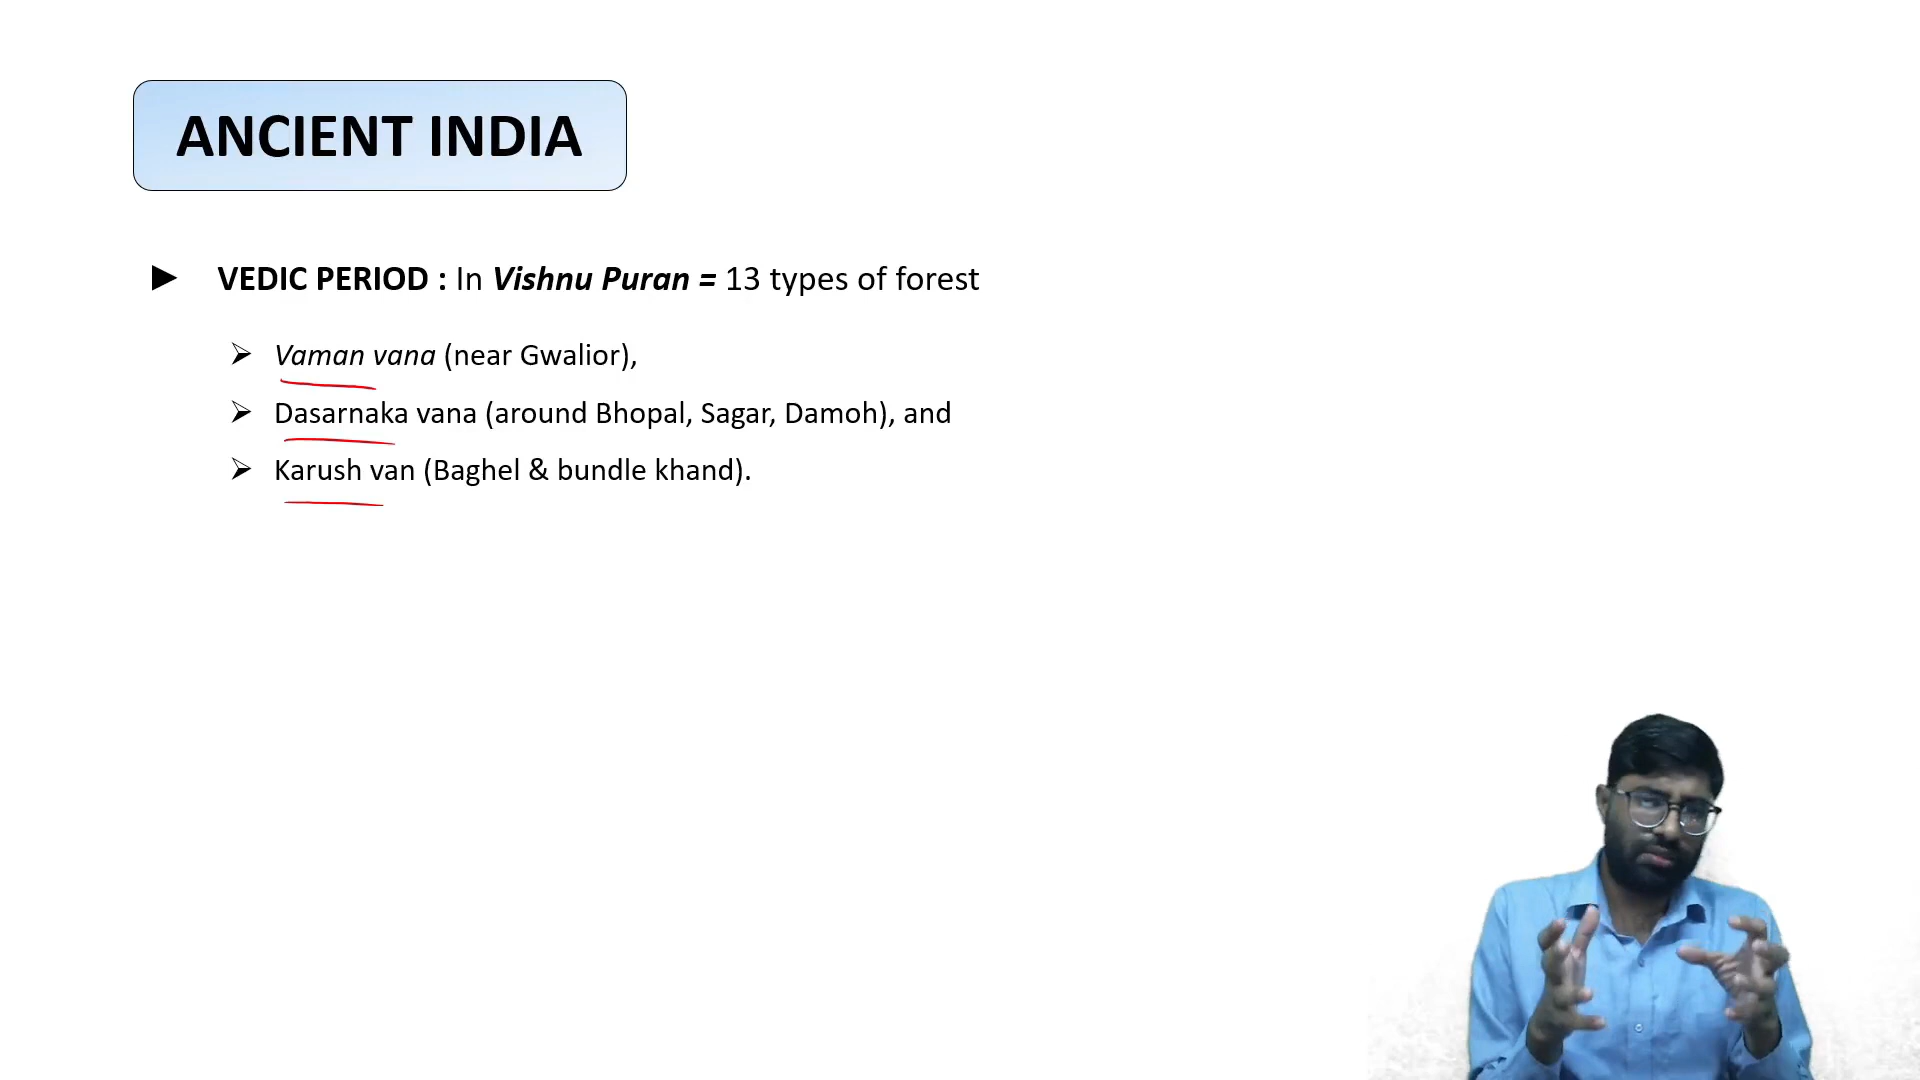 ANCIENT INDIA
► VEDIC PERIOD : In Vishnu Puran = 13 types of forest
➢ Vaman vana (near Gwalior),
➢ Dasarnaka vana (around Bhopal, Sagar, Damoh), and
➢ Karush van (Baghel & bundle khand).